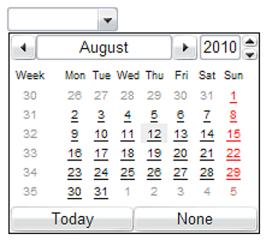 August 2010
Week Mon Tue Wed Thu Fri Sat Sun
30 26 27 28 29 30 31 1
31 2 3 4 5 6 7 8
32 9 10 11 12 13 14 15
33 16 17 18 19 20 21 22
34 23 24 25 26 27 28 29
35 30 31 1 2 3 4 5
Today None